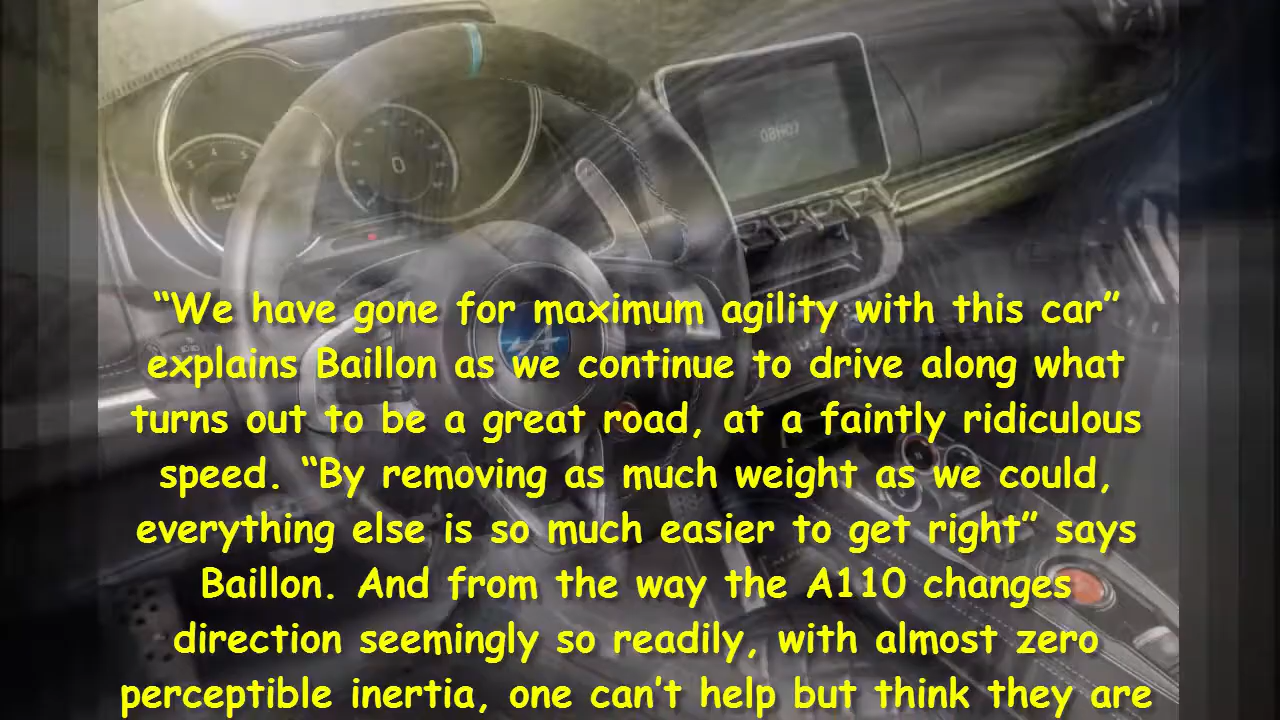 “We have gone for maximum agility with this car”
explains Baillon as we continue to drive along what
turns out to be a great road, at a faintly ridiculous
speed. “By removing as much weight as we could,
everything else is so much easier to get right” says
Baillon. And from the way the A110 changes
direction seemingly so readily, with almost zero
perceptible inertia, one can’t help but think they are